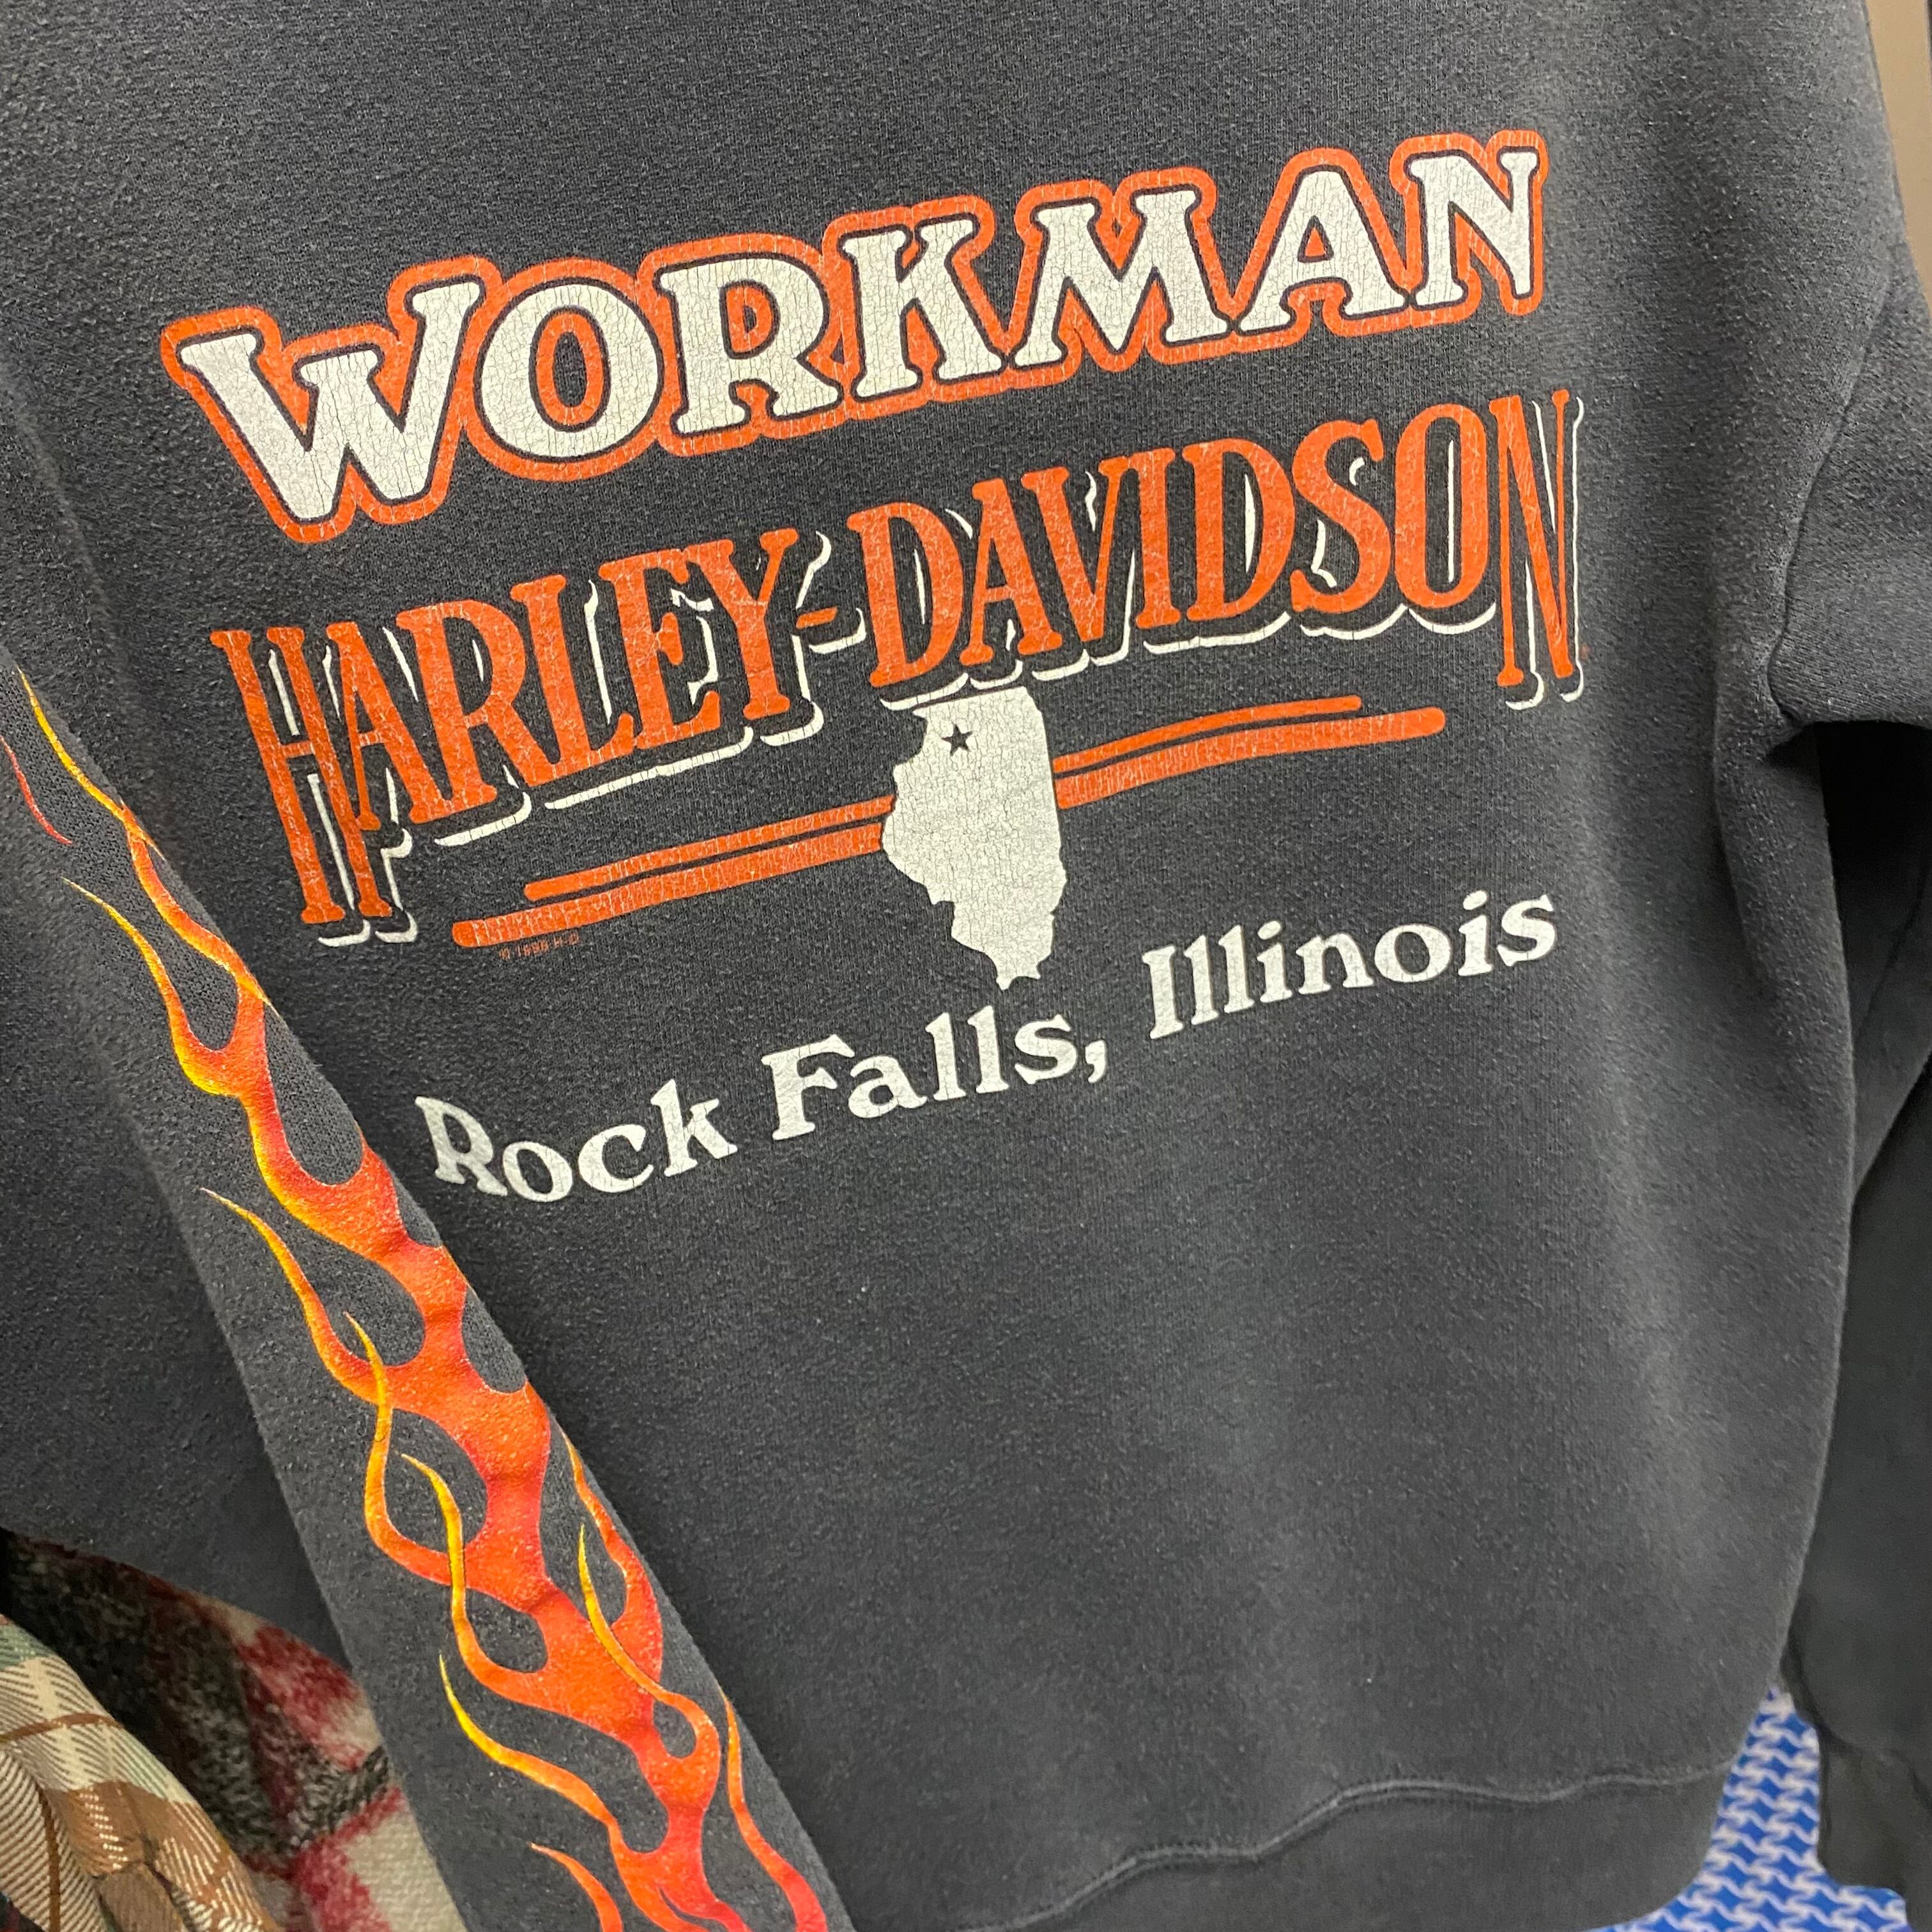 WORKMAN
HARLEY-DAVIDSON
Rock Falls, Illinois